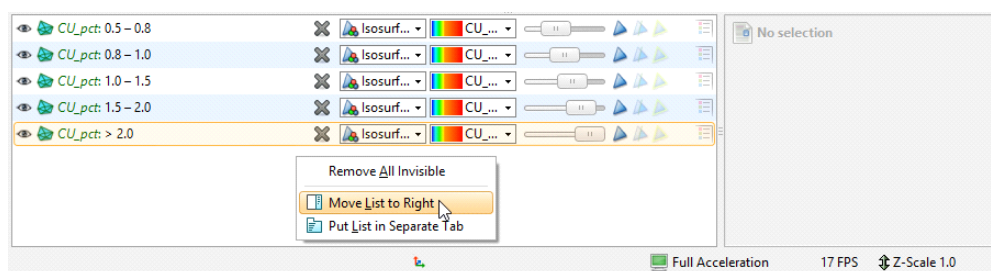 CU_pct: 0.5 – 0.8 Isosurf... CU_...
No selection
CU_pct: 0.8 – 1.0 Isosurf... CU_...
CU_pct: 1.0 – 1.5 Isosurf... CU_...
CU_pct: 1.5 – 2.0 Isosurf... CU_...
CU_pct: > 2.0 Isosurf... CU_...
Remove All Invisible
Move List to Right
Put List in Separate Tab
Full Acceleration 17 FPS Z-Scale 1.0